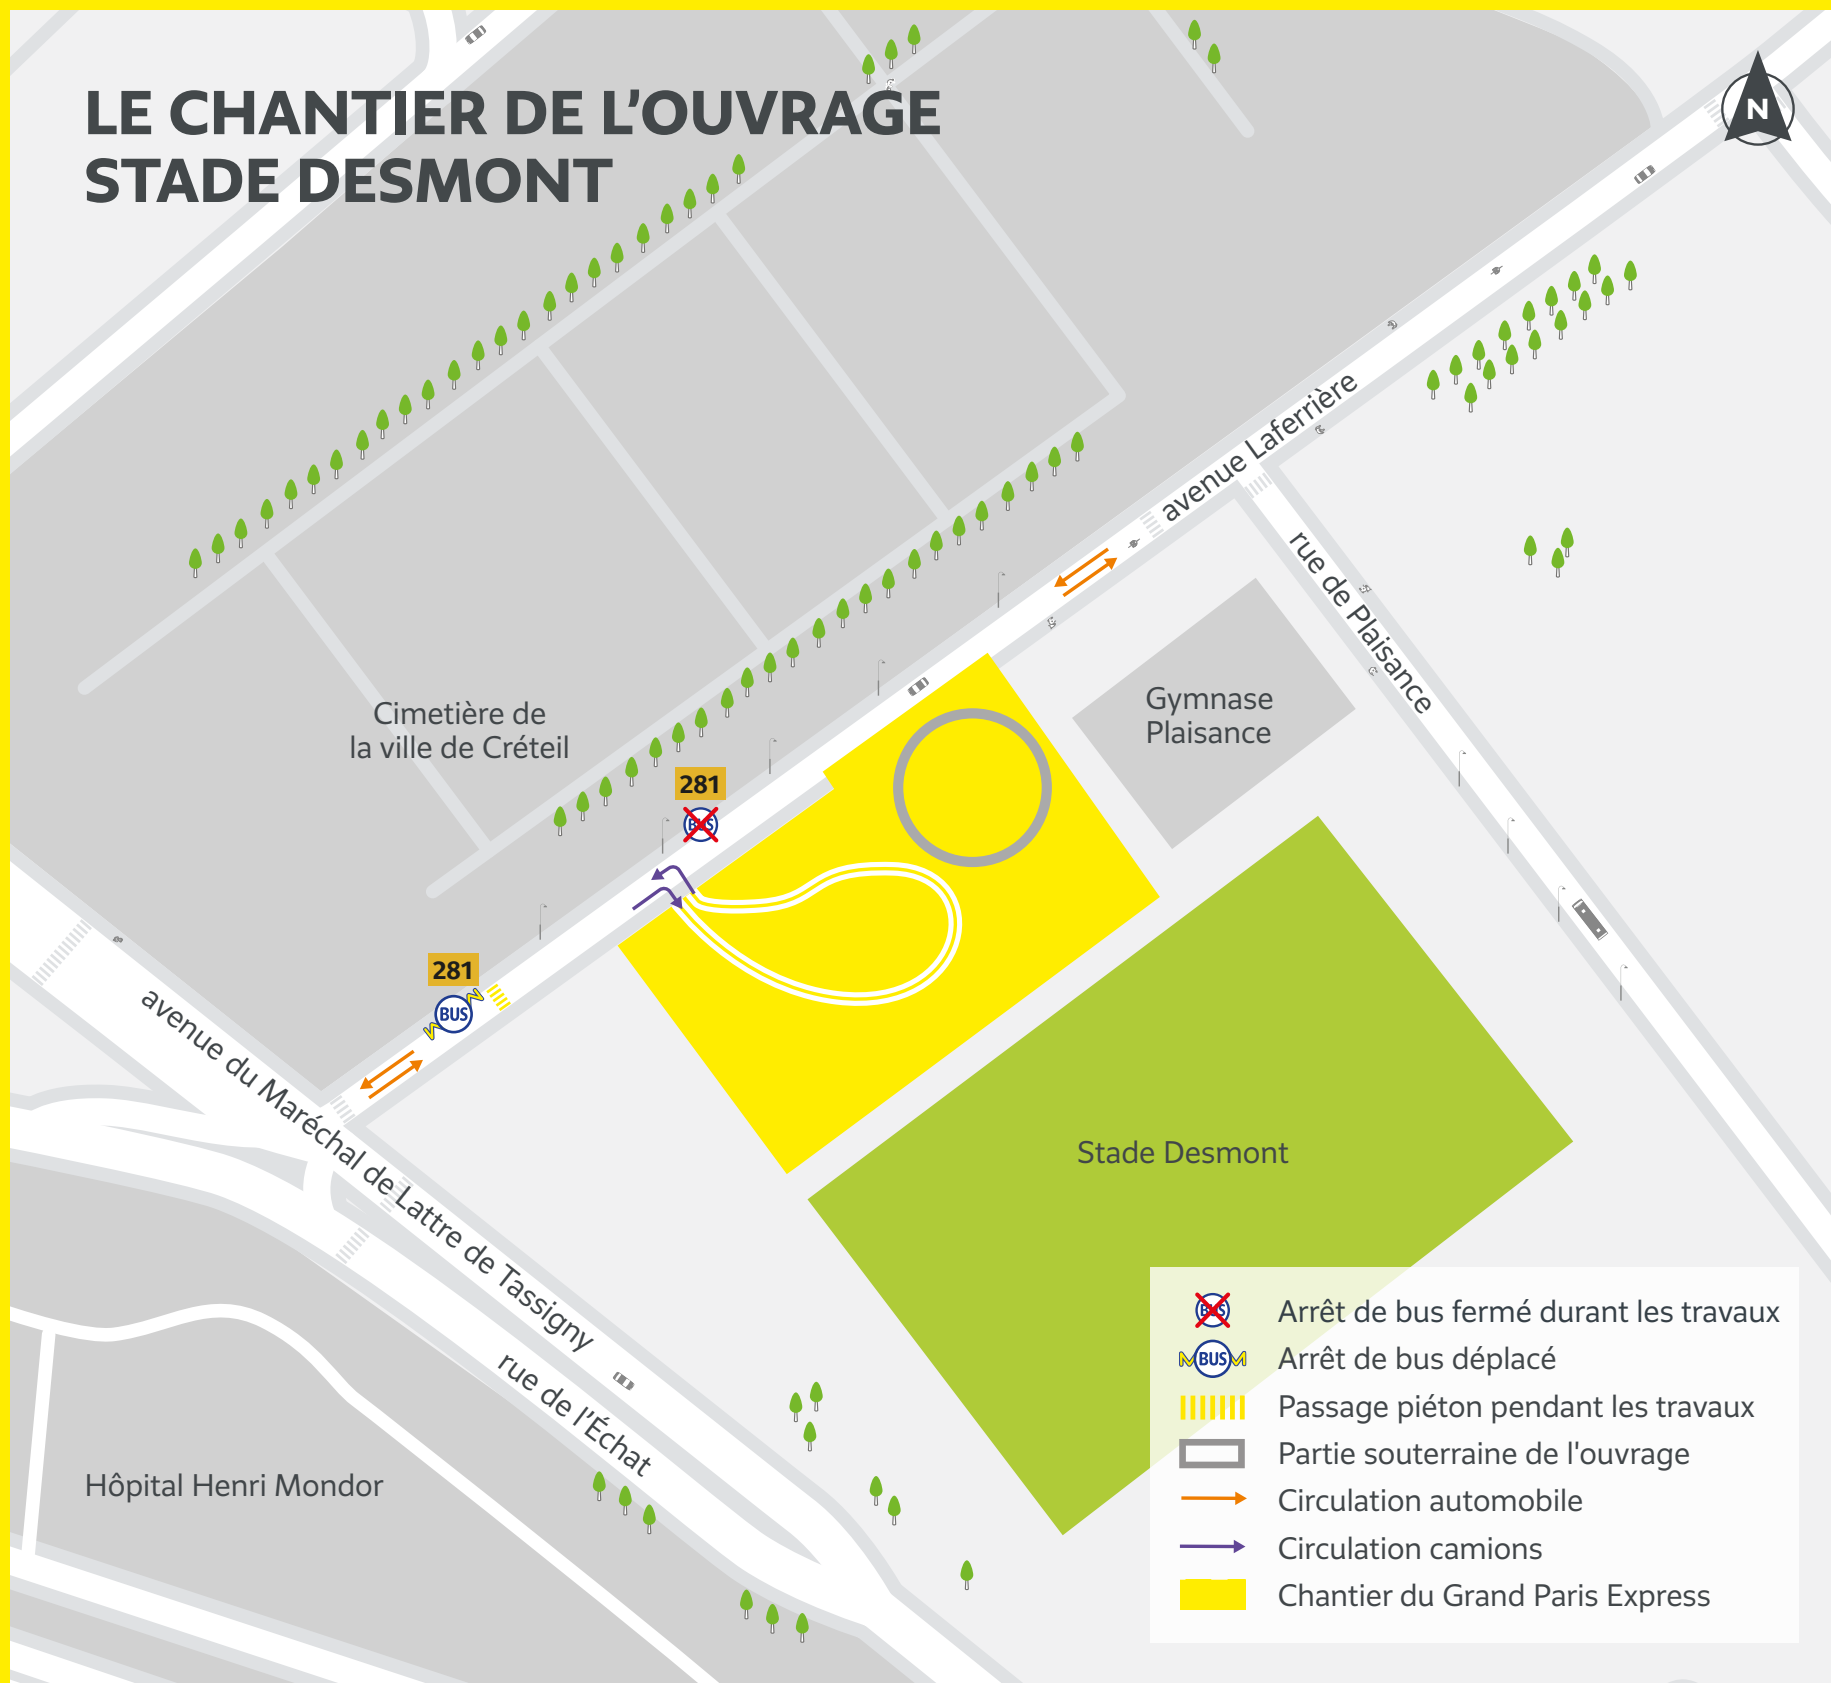 LE CHANTIER DE L'OUVRAGE
STADE DESMONT
N
avenue Laferrière
rue de Plaisance
Gymnase
Plaisance
Cimetière de
la ville de Créteil
281
BUS
281
BUS
avenue du Maréchal de Lattre de Tassigny
Stade Desmont
rue de l'Échat
Hôpital Henri Mondor
BUS
Arrêt de bus fermé durant les travaux
BUS
Arrêt de bus déplacé
Passage piéton pendant les travaux
Partie souterraine de l'ouvrage
Circulation automobile
Circulation camions
Chantier du Grand Paris Express